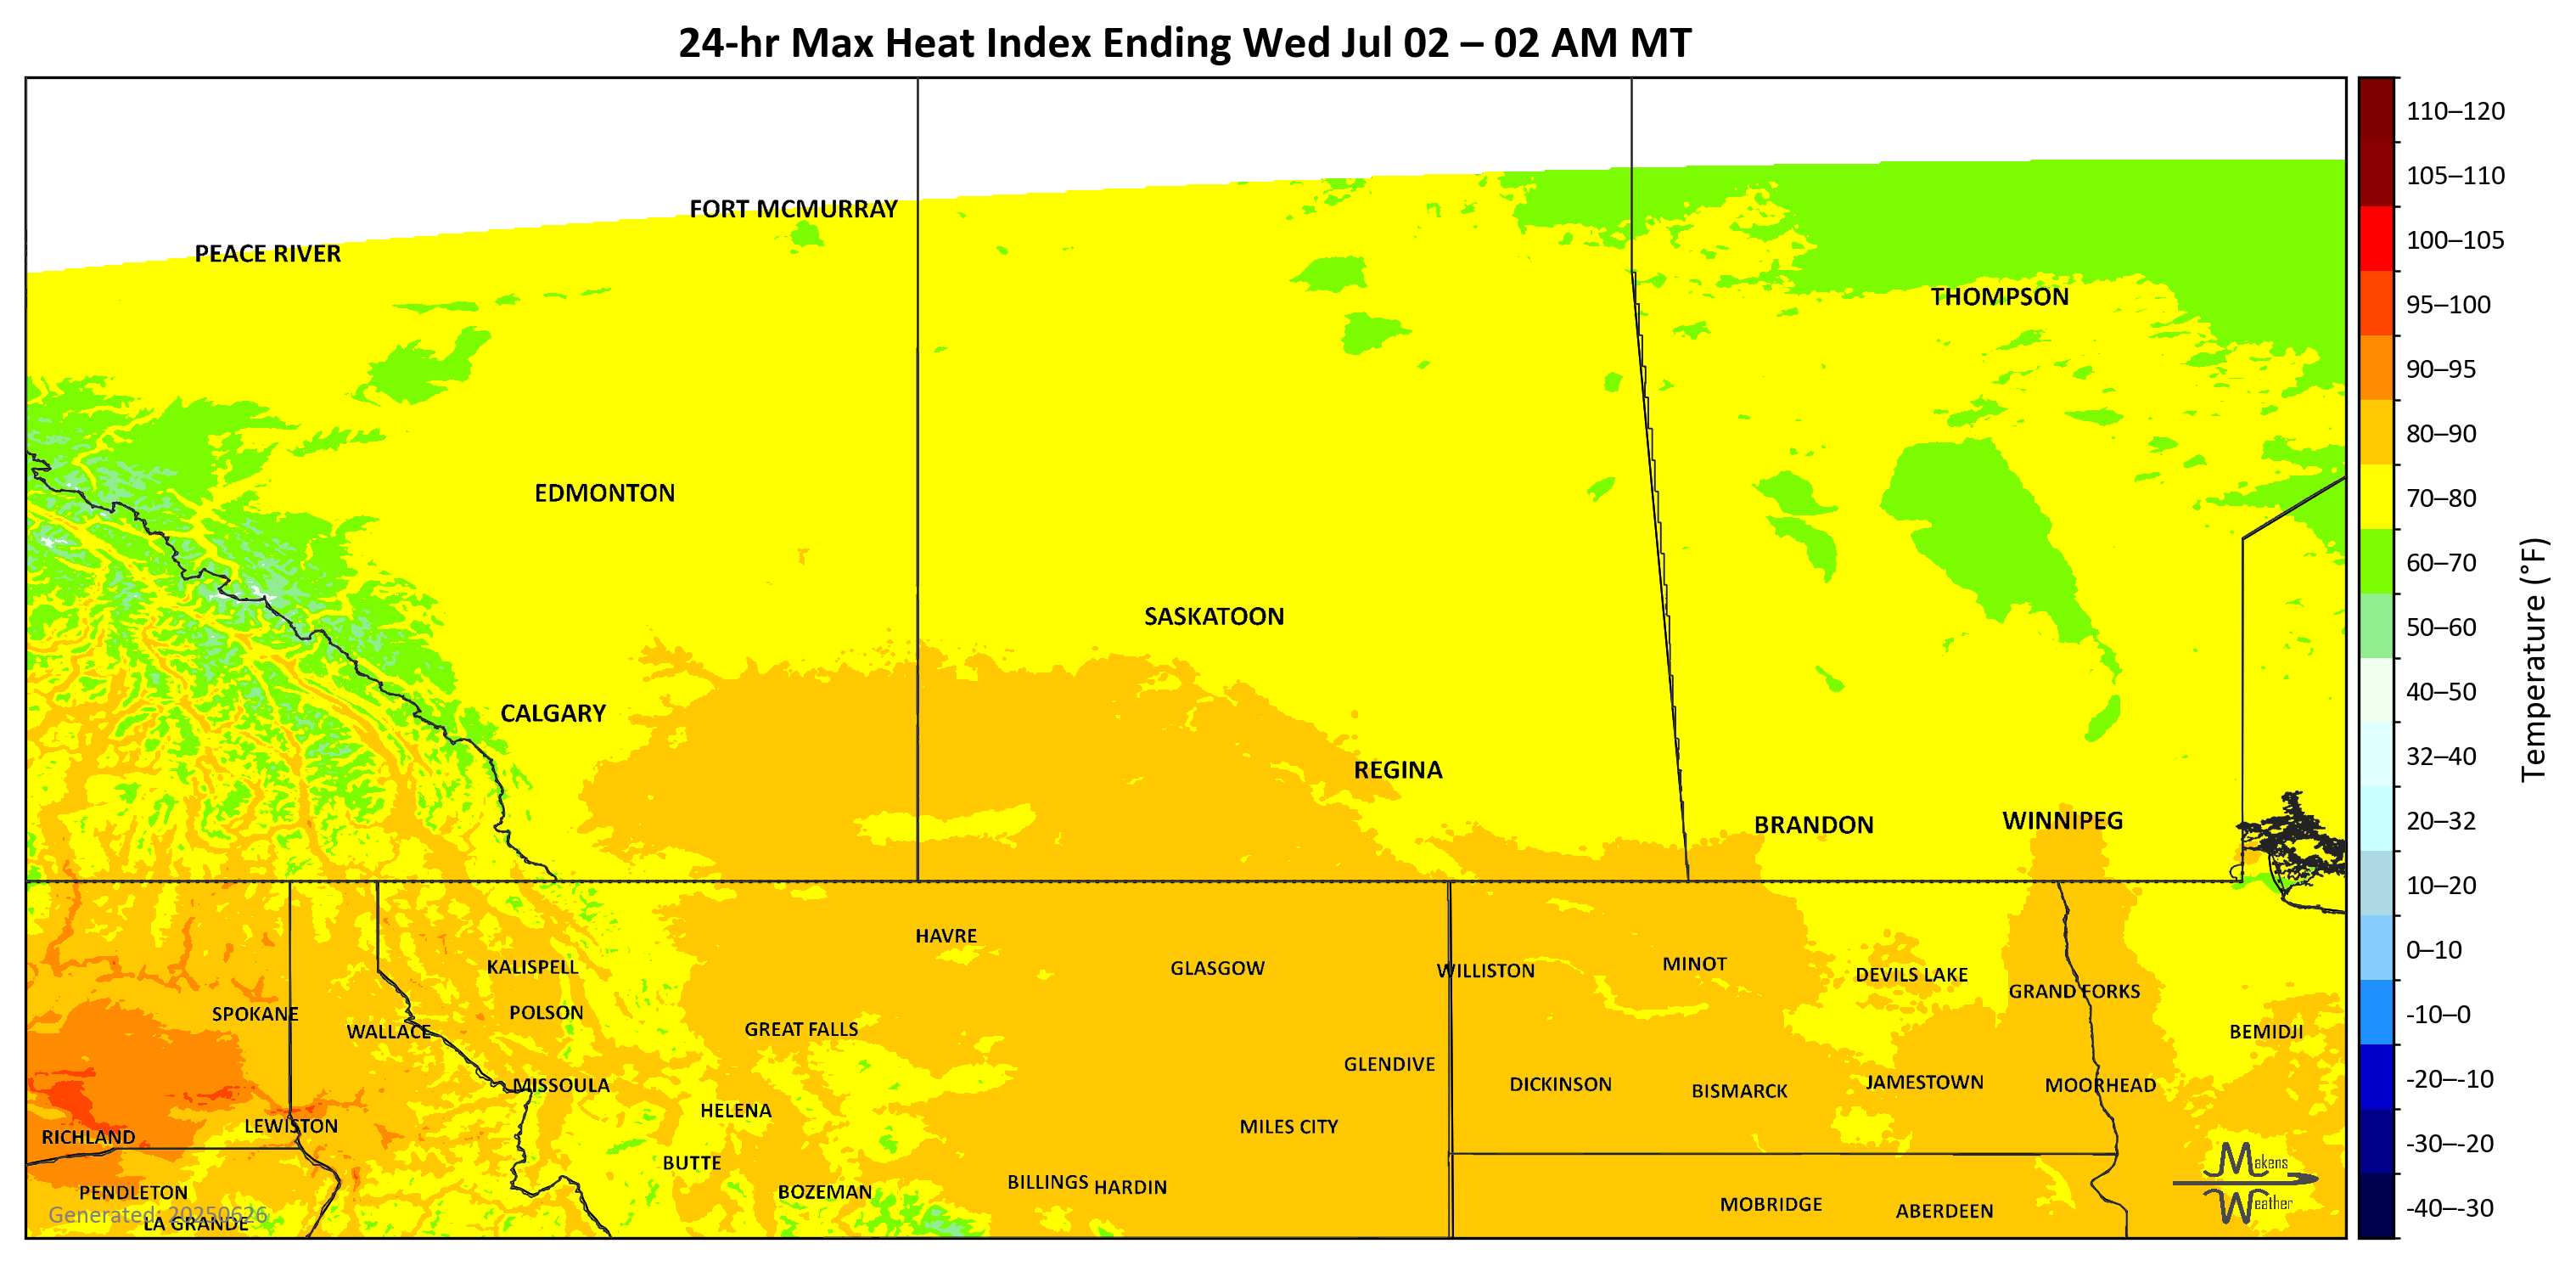 24-hr Max Heat Index Ending Wed Jul 02 – 02 AM MT
110–120
105–110
100–105
95–100
90–95
80–90
70–80
60–70
50–60
40–50
32–40
20–32
10–20
0–10
-10–0
-20–-10
-30–-20
-40–-30
Temperature (°F)
FORT MCMURRAY
PEACE RIVER
THOMPSON
EDMONTON
SASKATOON
CALGARY
REGINA
BRANDON
WINNIPEG
HAVRE
KALISPELL
GLASGOW
WILLISTON
MINOT
DEVILS LAKE
GRAND FORKS
SPOKANE
POLSON
WALLACE
GREAT FALLS
BEMIDJI
GLENDIVE
MISSOULA
DICKINSON
BISMARCK
JAMESTOWN
MOORHEAD
HELENA
LEWISTON
MILES CITY
RICHLAND
BUTTE
BILLINGS
HARDIN
PENDLETON
BOZEMAN
MOBRIDGE
ABERDEEN
Generated: 20250626
LA GRANDE
Makens
Weather